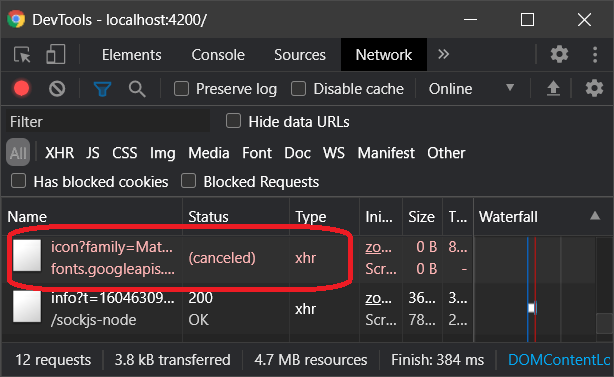 DevTools - localhost:4200/
Elements Console Sources Network »
Preserve log Disable cache Online
Filter Hide data URLs
All XHR JS CSS Img Media Font Doc WS Manifest Other
Has blocked cookies Blocked Requests
Name Status Type Ini... Size T... Waterfall
icon?family=Mat... (canceled) xhr zo... 0 B 8...
fonts.googleapis.... Scr... 0 B -
info?t=16046309... 200 xhr zo... 36... 3...
/sockjs-node OK Scr... 78... 2...
12 requests 3.8 kB transferred 4.7 MB resources Finish: 384 ms DOMContentLo